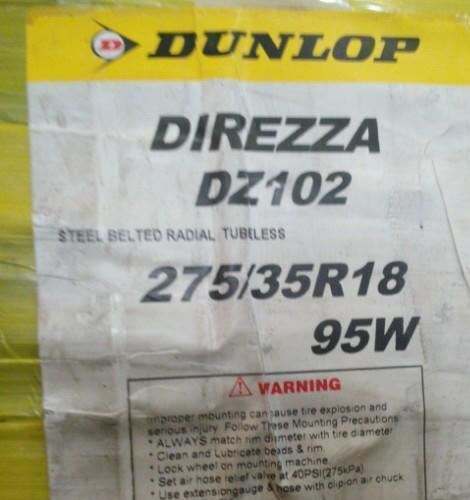 D DUNLOP
DIREZZA
DZ102
STEEL BELTED RADIAL TUBELESS
275/35R18
95W
WARNING
Improper mounting can cause tire explosion and
serious injury. Follow These Mounting Precautions
* ALWAYS match rim diameter with tire diameter
* Clean and Lubricate beads & rim.
* Lock wheel on mounting machine.
* Set air hose relief valve at 40PSI(275kPa)
* Use extensiongauge & hose with clip-on air chuck